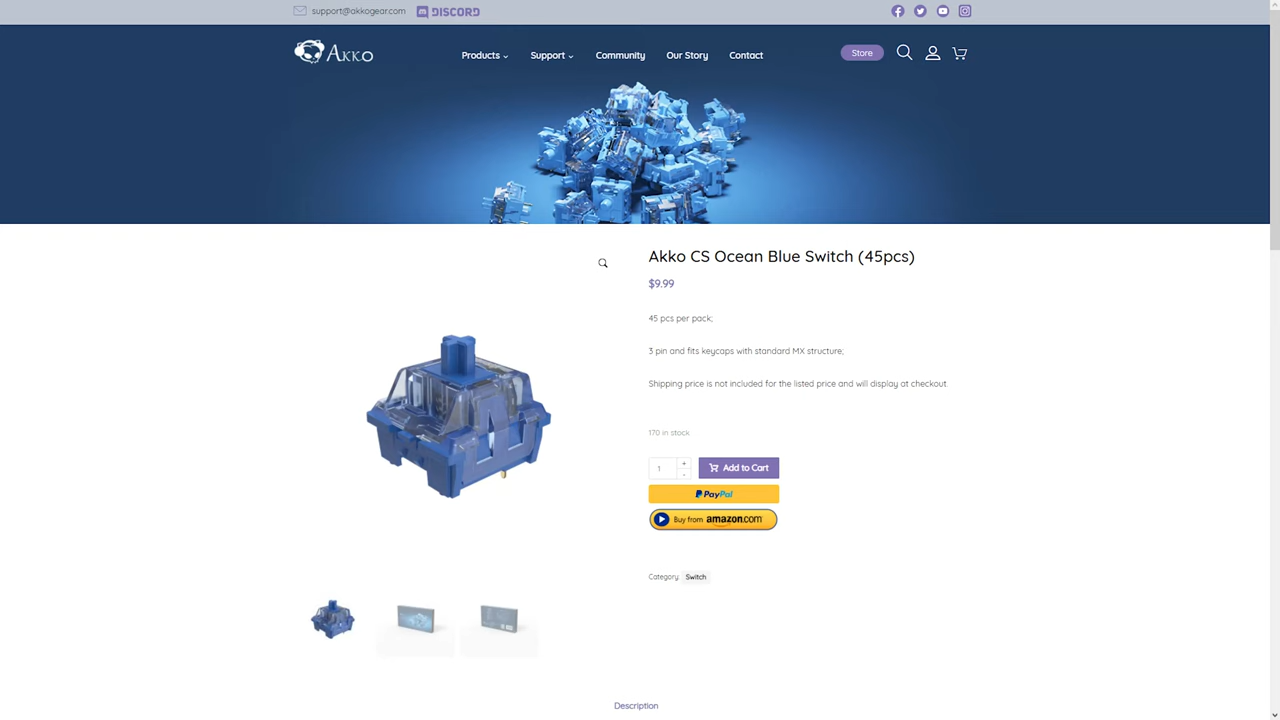 support@akkogear.com DISCORD
AKKO Products Support Community Our Story Contact Store
Akko CS Ocean Blue Switch (45pcs)
$9.99
45 pcs per pack;
3 pin and fits keycaps with standard MX structure;
Shipping price is not included for the listed price and will display at checkout.
170 in stock
1 + -
Add to Cart
PayPal
Buy from amazon.com
Category: Switch
Description